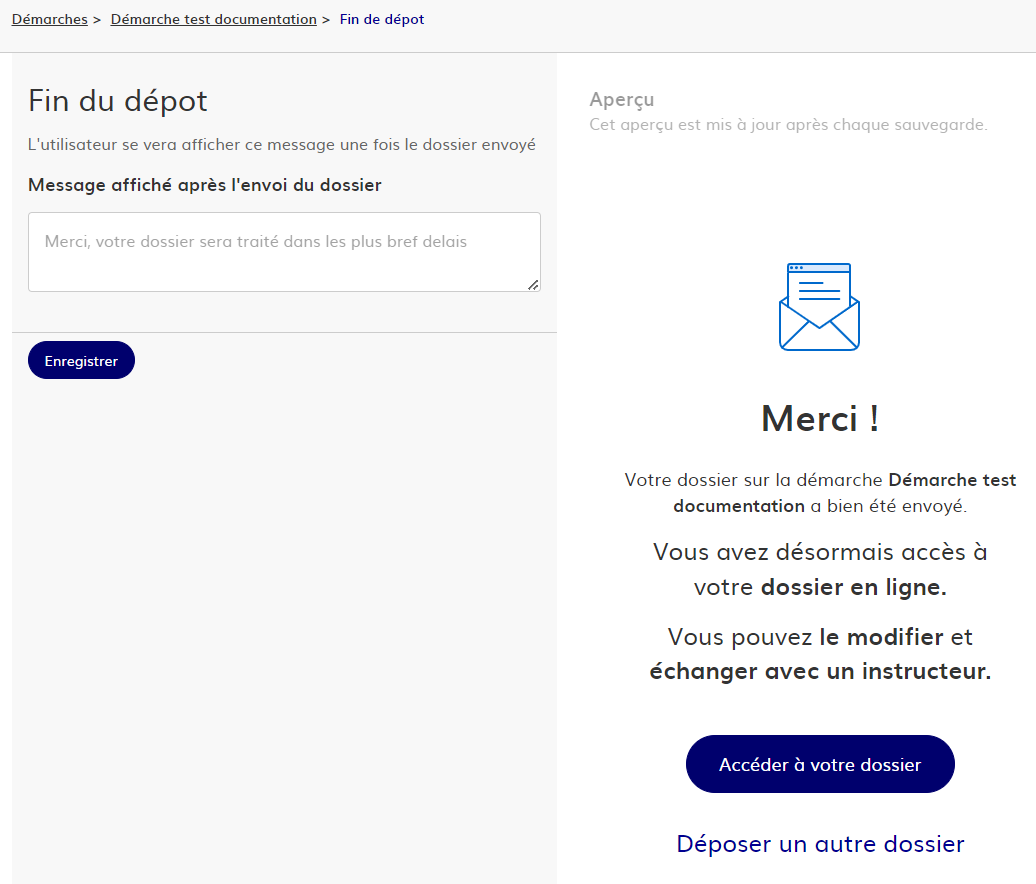 Démarches > Démarche test documentation > Fin de dépot
Fin du dépot
L'utilisateur se vera afficher ce message une fois le dossier envoyé
Message affiché après l'envoi du dossier
Merci, votre dossier sera traité dans les plus bref delais
Enregistrer
Aperçu
Cet aperçu est mis à jour après chaque sauvegarde.
Merci !
Votre dossier sur la démarche Démarche test
documentation a bien été envoyé.
Vous avez désormais accès à
votre dossier en ligne.
Vous pouvez le modifier et
échanger avec un instructeur.
Accéder à votre dossier
Déposer un autre dossier